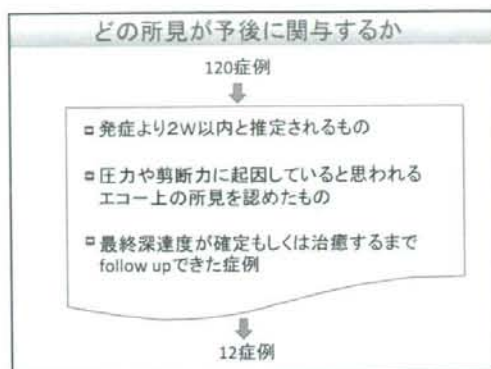 どの所見が予後に関与するか
120症例
発症より2W以内と推定されるもの
圧力や剪断力に起因していると思われる
エコー上の所見を認めたもの
最終深達度が確定もしくは治癒するまで
follow upできた症例
12症例